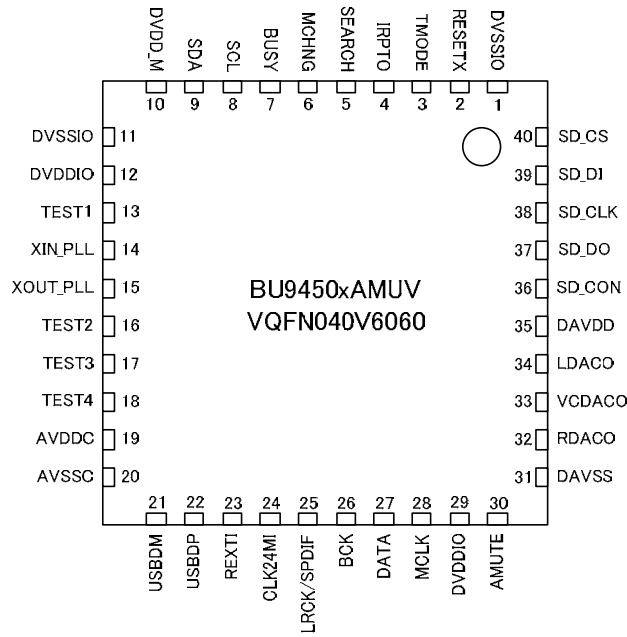 DVDD_M
SDA
SCL
BUSY
MCHNG
SEARCH
IRPTO
TMODE
RESETX
DVSSIO
10 9 8 7 6 5 4 3 2 1
DVSSIO 11
DVDDIO 12
TEST1 13
XIN_PLL 14
XOUT_PLL 15
TEST2 16
TEST3 17
TEST4 18
AVDDC 19
AVSSC 20
BU9450xAMUV
VQFN040V6060
40 SD_CS
39 SD_DI
38 SD_CLK
37 SD_DO
36 SD_CON
35 DAVDD
34 LDACO
33 VCDACO
32 RDACO
31 DAVSS
21 22 23 24 25 26 27 28 29 30
USBDM
USBDP
REXTI
CLK24MI
LRCK/SPDIF
BCK
DATA
MCLK
DVDDIO
AMUTE